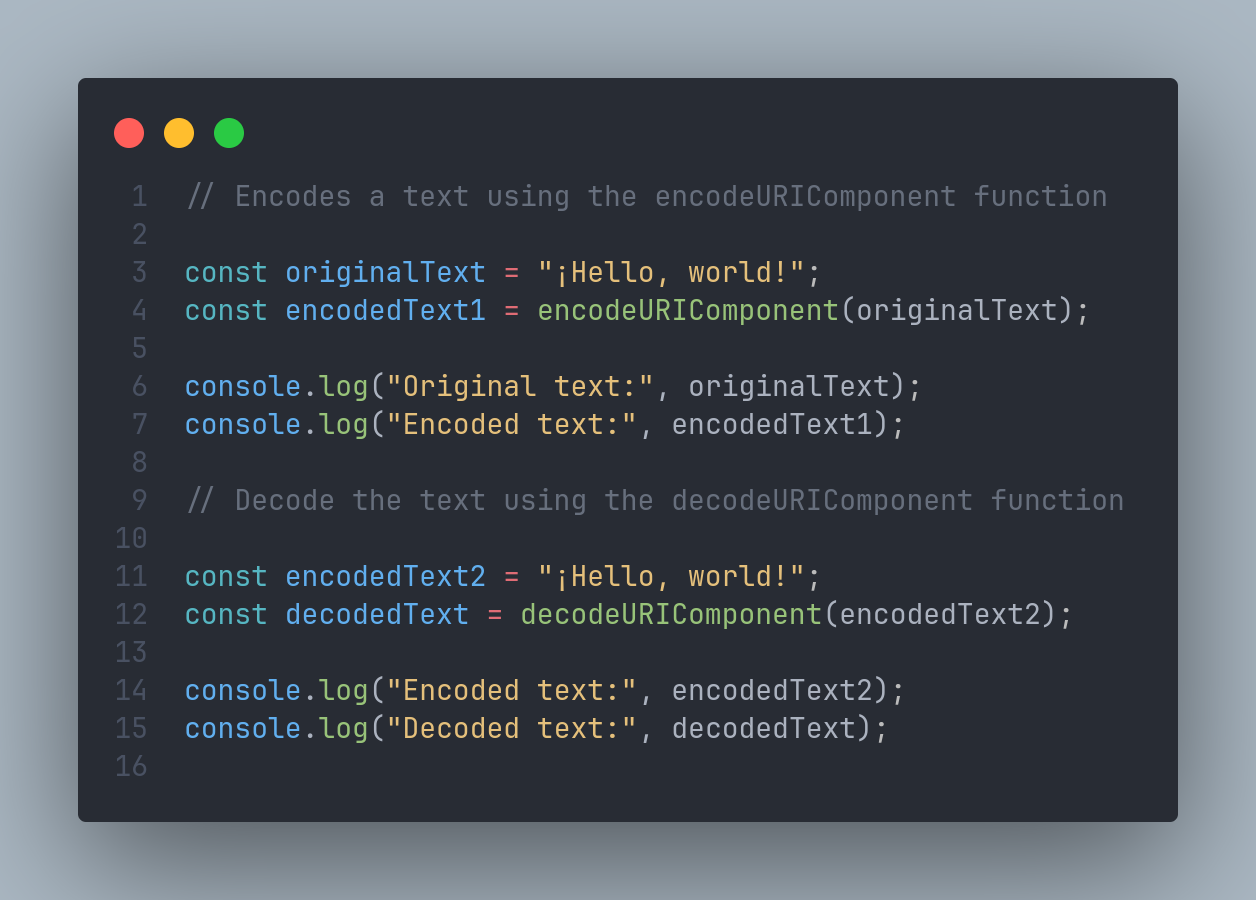 1 // Encodes a text using the encodeURIComponent function
2
3 const originalText = "¡Hello, world!";
4 const encodedText1 = encodeURIComponent(originalText);
5
6 console.log("Original text:", originalText);
7 console.log("Encoded text:", encodedText1);
8
9 // Decode the text using the decodeURIComponent function
10
11 const encodedText2 = "¡Hello, world!";
12 const decodedText = decodeURIComponent(encodedText2);
13
14 console.log("Encoded text:", encodedText2);
15 console.log("Decoded text:", decodedText);
16